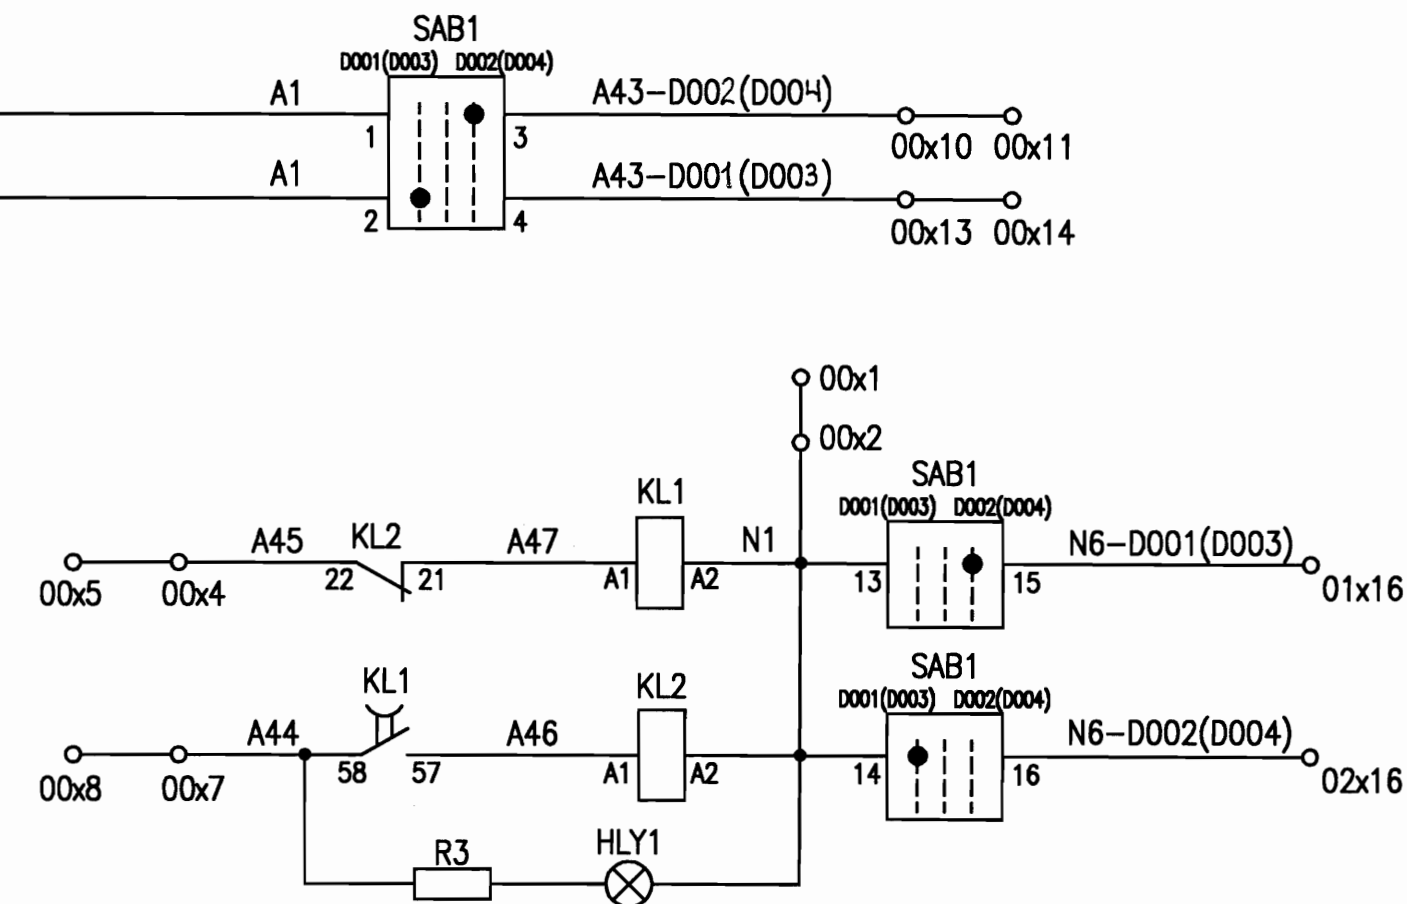 SAB1
D001(D003) D002(D004)
A1
1
3
A43-D002(D004)
00x10 00x11
A1
2
4
A43-D001(D003)
00x13 00x14
00x1
00x2
SAB1
D001(D003) D002(D004)
KL1
A45
KL2
A47
N1
N6-D001(D003)
00x5 00x4
22
21
A1
A2
13
15
01x16
SAB1
D001(D003) D002(D004)
KL1
KL2
A44
A46
N6-D002(D004)
00x8 00x7
58
57
A1
A2
14
16
02x16
R3
HLY1